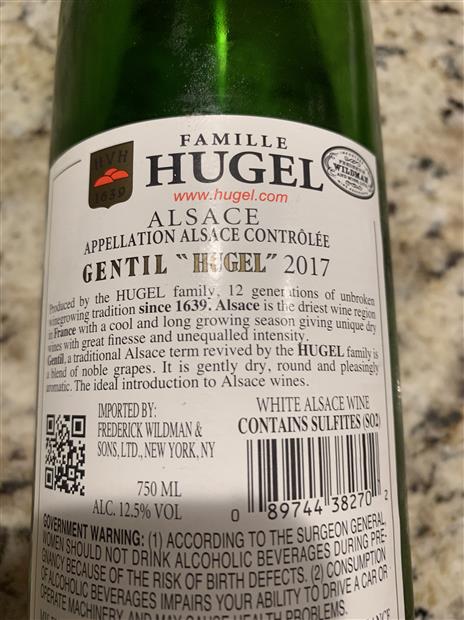 FAMILLE
HUGEL
HVH
1639
FREDERICK
WILDMAN
www.hugel.com
ALSACE
APPELLATION ALSACE CONTRÔLÉE
GENTIL "HUGEL" 2017
Produced by the HUGEL family, 12 generations of unbroken
winegrowing tradition since 1639. Alsace is the driest wine region
in France with a cool and long growing season giving unique dry
wines with great finesse and unequalled intensity.
Gentil, a traditional Alsace term revived by the HUGEL family is
a blend of noble grapes. It is gently dry, round and pleasingly
aromatic. The ideal introduction to Alsace wines.
IMPORTED BY:
FREDERICK WILDMAN &
SONS, LTD., NEW YORK, NY
750 ML
ALC. 12.5% VOL
WHITE ALSACE WINE
CONTAINS SULFITES (SO2)
0 89744 38270 2
GOVERNMENT WARNING: (1) ACCORDING TO THE SURGEON GENERAL,
WOMEN SHOULD NOT DRINK ALCOHOLIC BEVERAGES DURING PRE-
GNANCY BECAUSE OF THE RISK OF BIRTH DEFECTS. (2) CONSUMPTION
OF ALCOHOLIC BEVERAGES IMPAIRS YOUR ABILITY TO DRIVE A CAR OR
OPERATE MACHINERY AND MAY CAUSE HEALTH PROBLEMS.